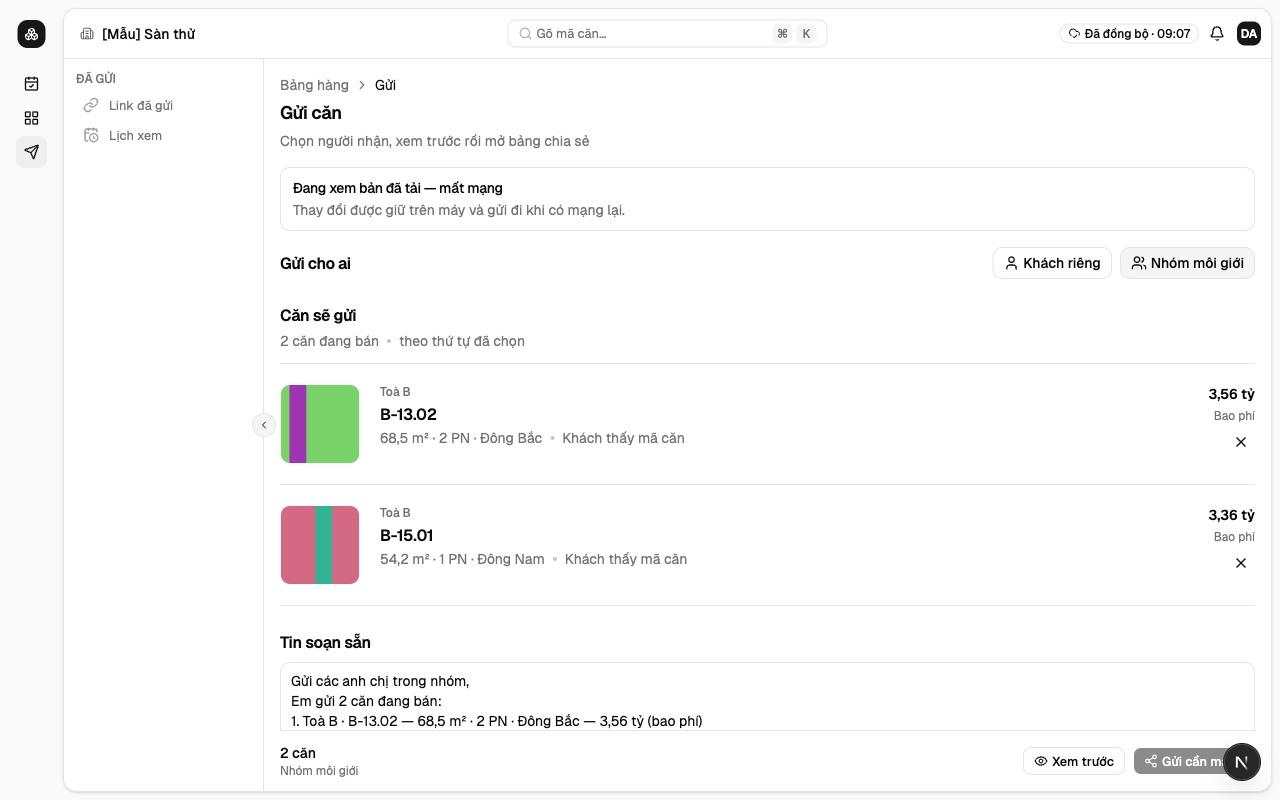 [Mẫu] Sàn thử
Gõ mã căn…
⌘ K
Đã đồng bộ · 09:07
DA
ĐÃ GỬI
Link đã gửi
Lịch xem
Bảng hàng > Gửi
Gửi căn
Chọn người nhận, xem trước rồi mở bảng chia sẻ
Đang xem bản đã tải — mất mạng
Thay đổi được giữ trên máy và gửi đi khi có mạng lại.
Gửi cho ai
Khách riêng
Nhóm môi giới
Căn sẽ gửi
2 căn đang bán • theo thứ tự đã chọn
Toà B
B-13.02
68,5 m² · 2 PN · Đông Bắc • Khách thấy mã căn
3,56 tỷ
Bao phí
Toà B
B-15.01
54,2 m² · 1 PN · Đông Nam • Khách thấy mã căn
3,36 tỷ
Bao phí
Tin soạn sẵn
Gửi các anh chị trong nhóm,
Em gửi 2 căn đang bán:
1. Toà B · B-13.02 — 68,5 m² · 2 PN · Đông Bắc — 3,56 tỷ (bao phí)
2 căn
Nhóm môi giới
Xem trước
Gửi cần
N